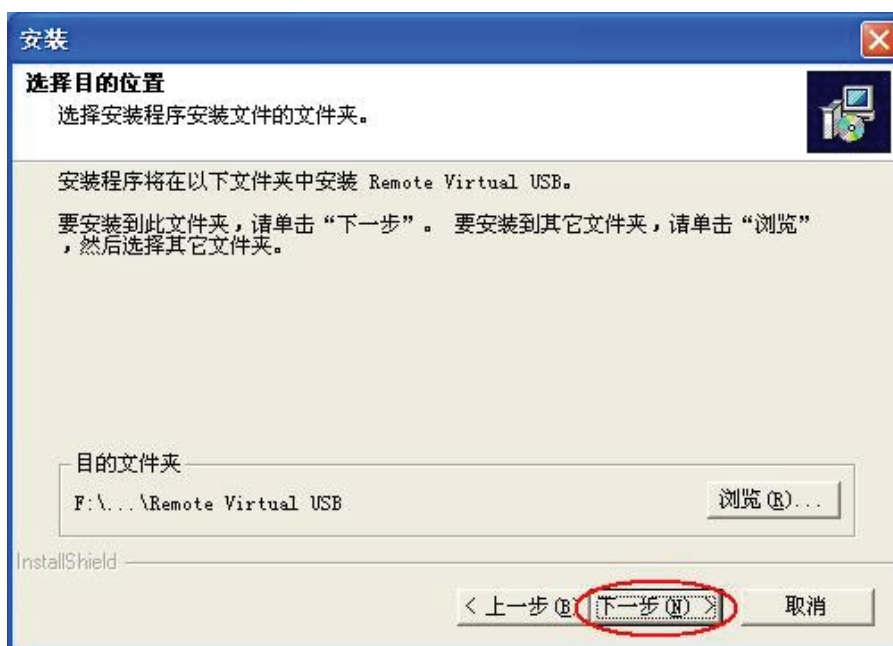 安装
选择目的位置
选择安装程序安装文件的文件夹。
安装程序将在以下文件夹中安装 Remote Virtual USB。
要安装到此文件夹，请单击“下一步”。 要安装到其它文件夹，请单击“浏览”
，然后选择其它文件夹。
目的文件夹
F:\...\Remote Virtual USB
浏览(R)...
InstallShield
< 上一步(B) 下一步(N) > 取消